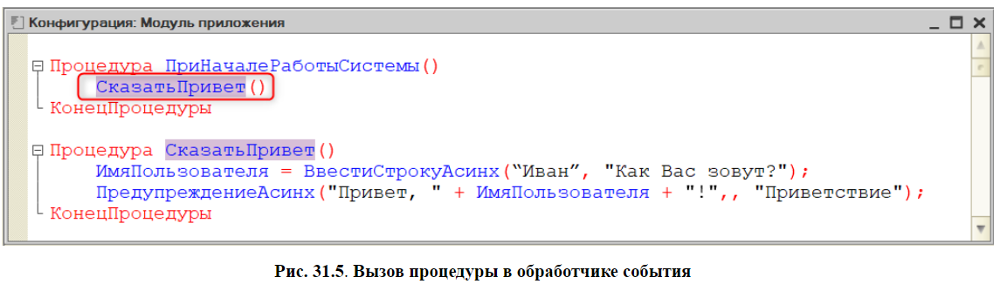 Конфигурация: Модуль приложения
Процедура ПриНачалеРаботыСистемы()
СказатьПривет()
КонецПроцедуры
Процедура СказатьПривет()
ИмяПользователя = ВвестиСтрокуАсинх(“Иван”, "Как Вас зовут?");
ПредупреждениеАсинх("Привет, " + ИмяПользователя + "!",, "Приветствие");
КонецПроцедуры
Рис. 31.5. Вызов процедуры в обработчике события